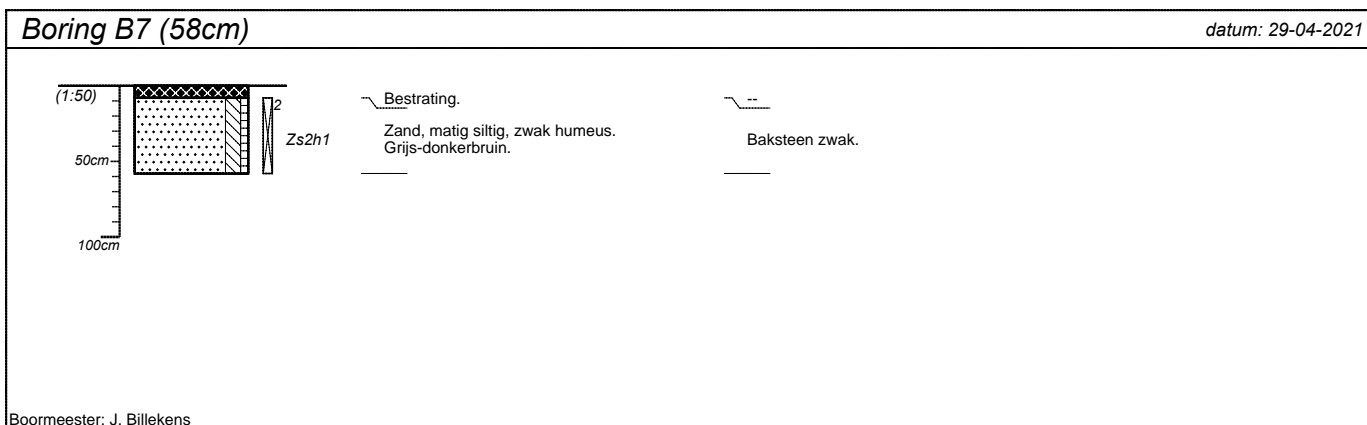 Boring B7 (58cm)
datum: 29-04-2021
(1:50)
2
Bestrating.
--
Zs2h1
Zand, matig siltig, zwak humeus.
Grijs-donkerbruin.
Baksteen zwak.
50cm
100cm
Boormeester: J. Billekens